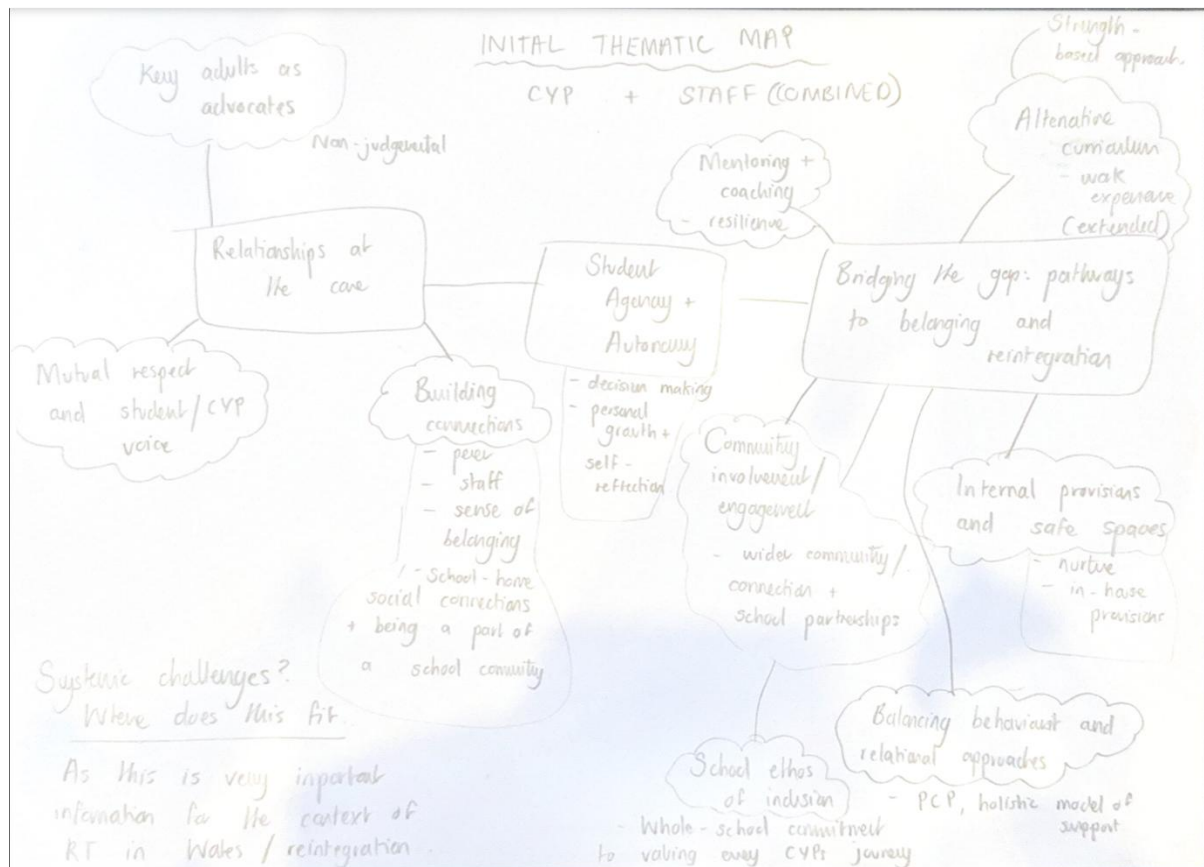 INITAL THEMATIC MAP
CYP + STAFF (COMBINED)
Key adults as
advocates
Non-judgemental
Relationships at
the core
Mutual respect
and student/CYP
voice
Building
connections
- peer
- staff
- sense of
belonging
- school-home
social connections
+ being a part of
a school comunity
Student
Agency +
Autonomy
- decision making
- personal
growth +
self-
reflection
Mentoring +
coaching
- resilience
Strength-
based approach.
Altenative
curriculum
- work
experience
(extended)
Bridging the gap: pathways
to belonging and
reintegration
Community
involvement/
engagement
- wider community/
connection +
school partnerships
Internal provisions
and safe spaces
- nurture
- in-house
provisions
Balancing behaviourist and
relational approaches
- PCP, holistic model of
support
School ethos
of inclusion
- Whole-school commitment
to valuing every CYPs journey
Systemic challenges?
Where does this fit
As this is very important
information for the context of
RT in Wales / reintegration